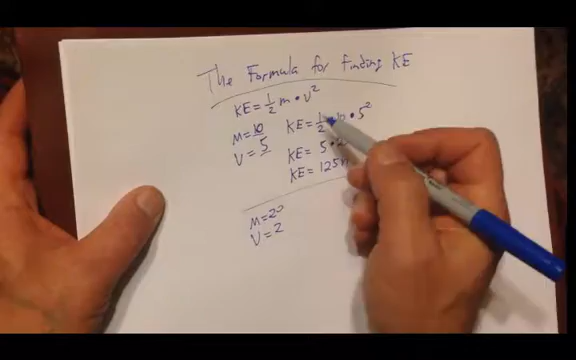 The Formula for finding KE
KE = 1/2 m • v²
M = 10
V = 5
KE = 1/2 • 5²
KE = 5 •
KE = 125
M = 20
V = 2